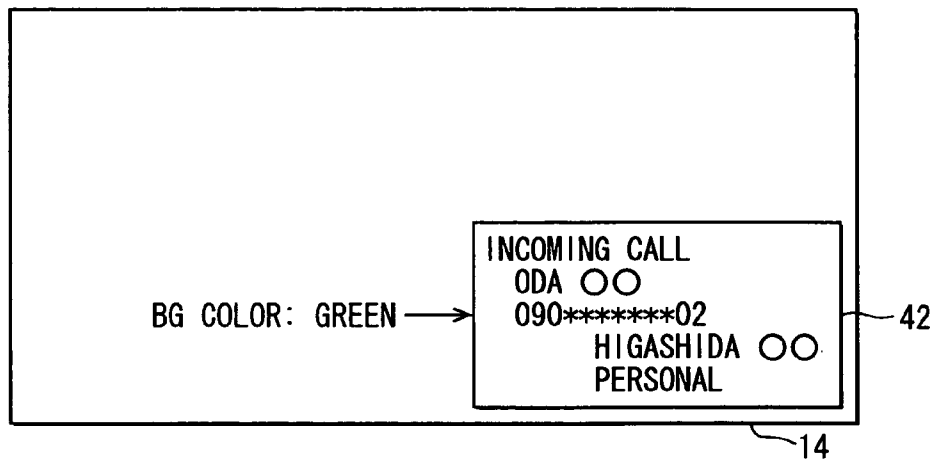 INCOMING CALL
ODA ○○
BG COLOR: GREEN
090*******02
42
HIGASHIDA ○○
PERSONAL
14